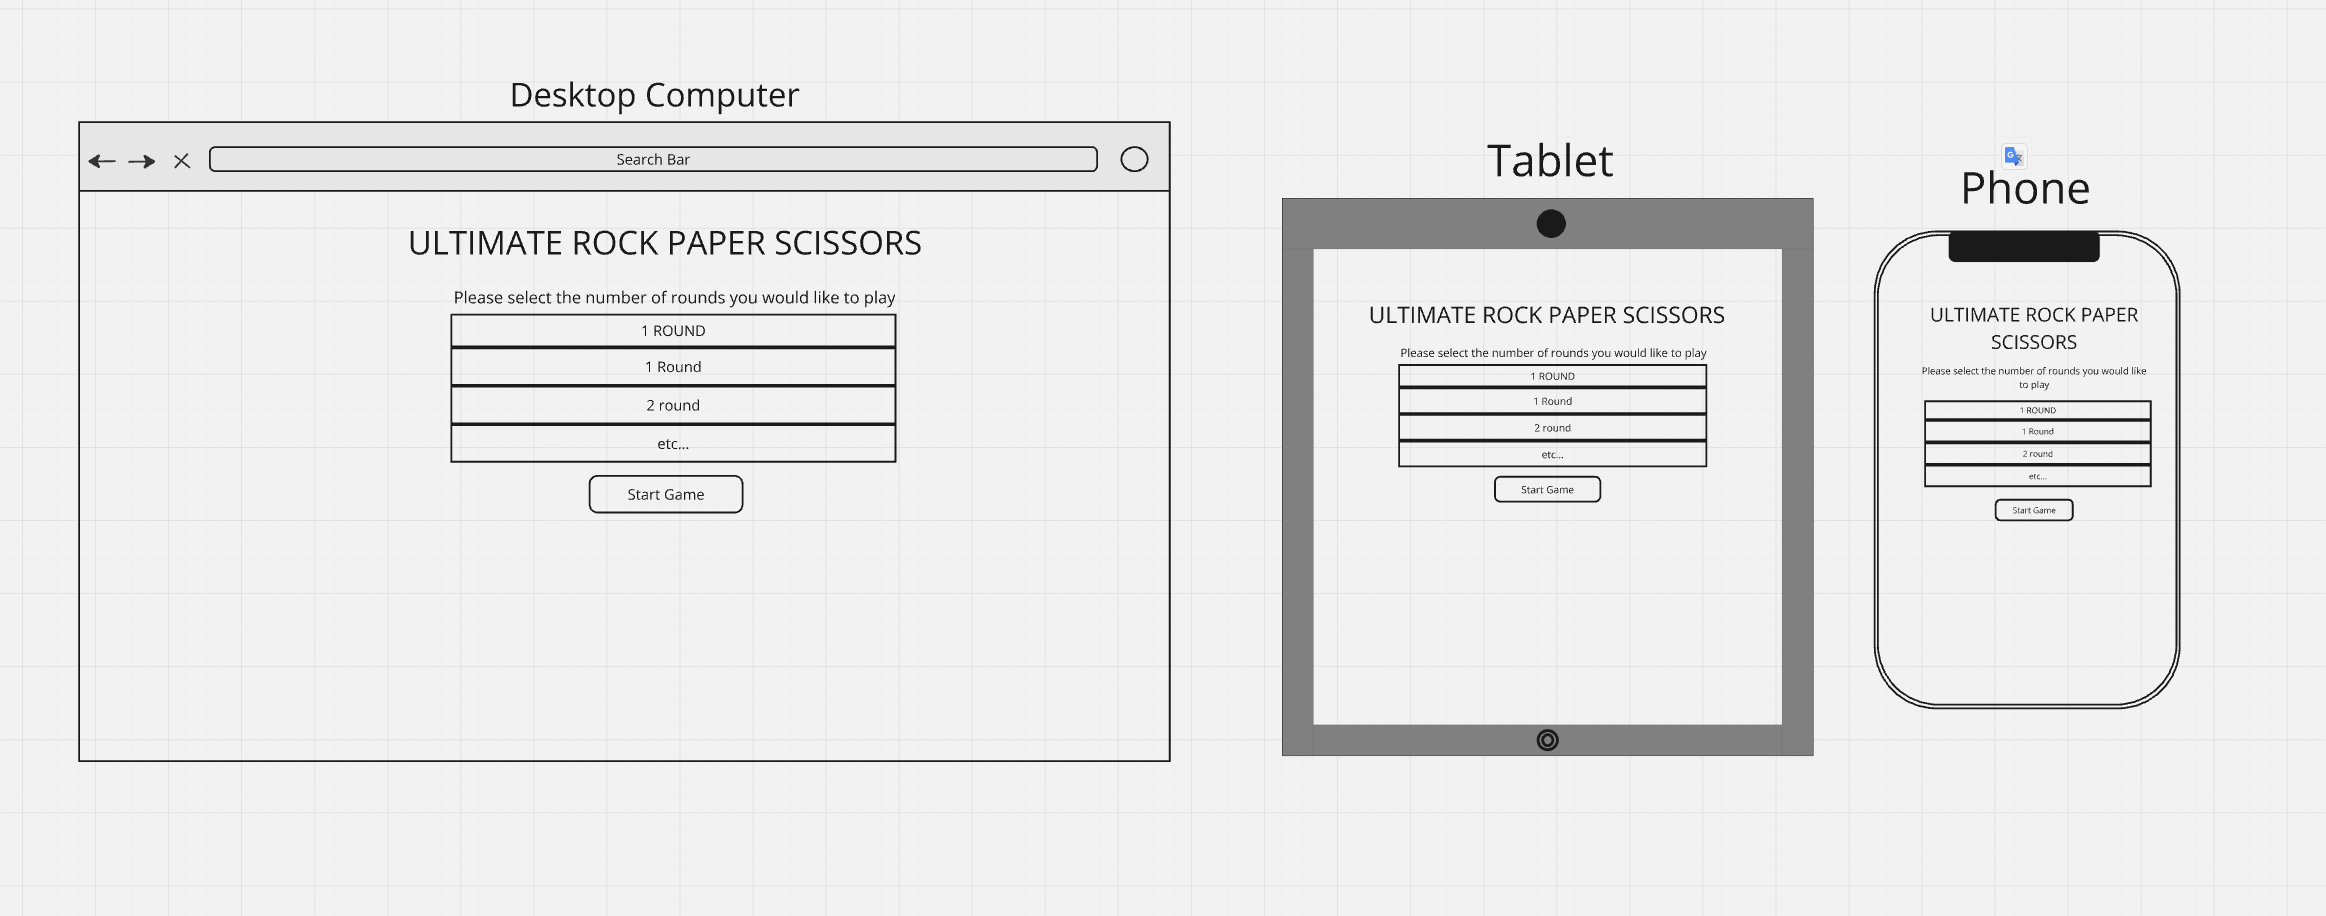 Desktop Computer
Search Bar
ULTIMATE ROCK PAPER SCISSORS
Please select the number of rounds you would like to play
1 ROUND
1 Round
2 round
etc...
Start Game
Tablet
ULTIMATE ROCK PAPER SCISSORS
Please select the number of rounds you would like to play
1 ROUND
1 Round
2 round
etc...
Start Game
G
Phone
ULTIMATE ROCK PAPER
SCISSORS
Please select the number of rounds you would like
to play
1 ROUND
1 Round
2 round
etc...
Start Game